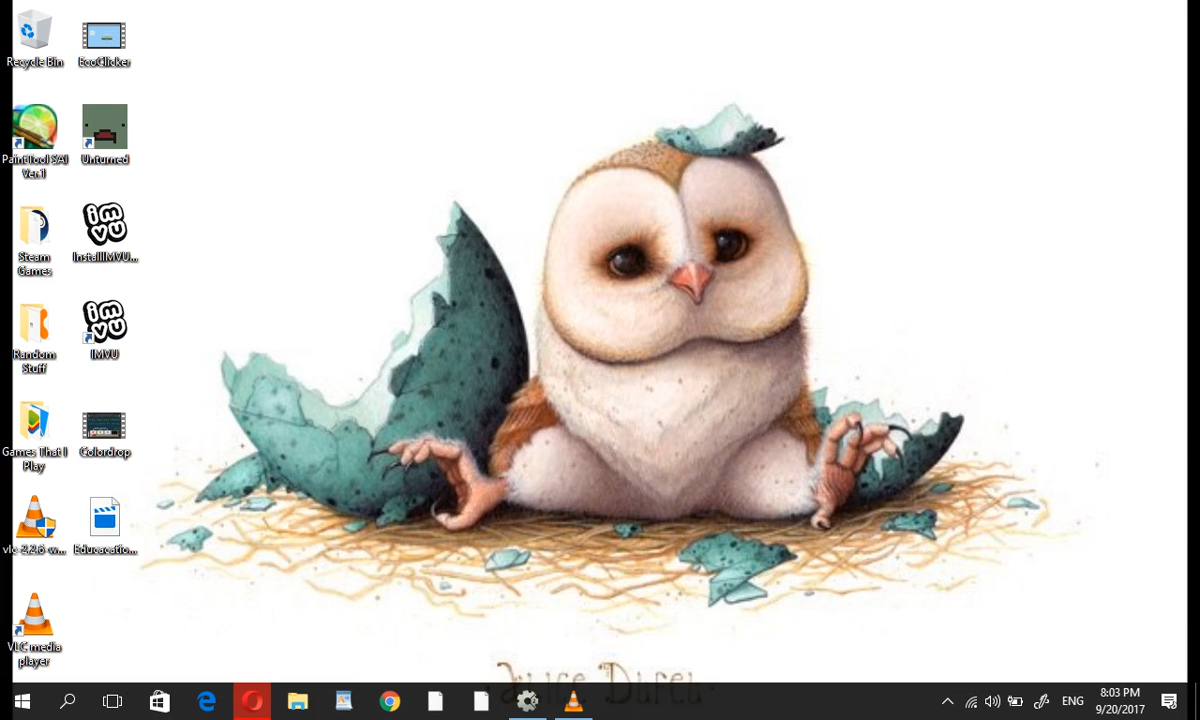 Recycle Bin
EcoClicker
PaintTool SAI
Ver.1
Unturned
Steam
Games
InstallIMVU...
Random
Stuff
IMVU
Games That I
Play
Colordrop
vlc-2.2.6-w...
Educacatio...
VLC media
player
ENG
8:03 PM
9/20/2017